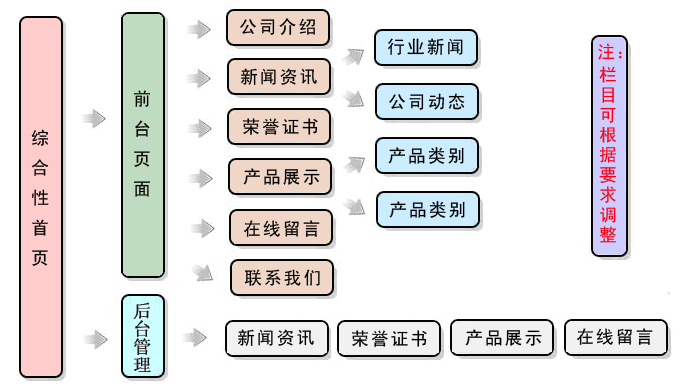 综合性首页
前台页面
公司介绍
新闻资讯
行业新闻
公司动态
荣誉证书
产品展示
产品类别
产品类别
在线留言
联系我们
注：栏目可根据要求调整
后台管理
新闻资讯
荣誉证书
产品展示
在线留言